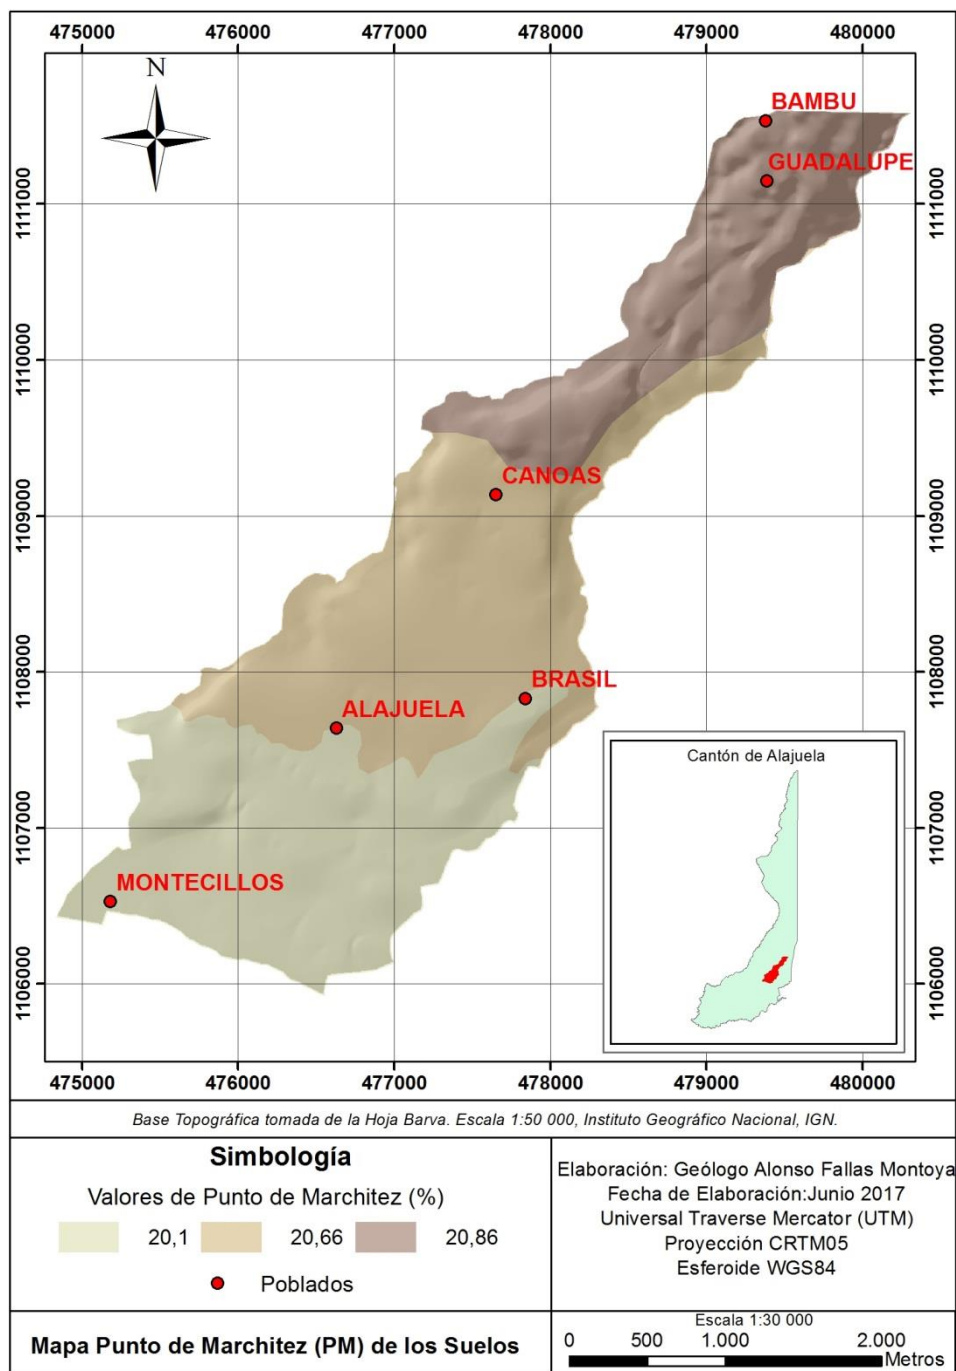 475000 476000 477000 478000 479000 480000
N
BAMBU
GUADALUPE
1111000 1111000
1110000 1110000
CANOAS
1109000 1109000
BRASIL
1108000 1108000
ALAJUELA
Cantón de Alajuela
1107000 1107000
MONTECILLOS
1106000 1106000
475000 476000 477000 478000 479000 480000
Base Topográfica tomada de la Hoja Barva. Escala 1:50 000, Instituto Geográfico Nacional, IGN.
Simbología
Valores de Punto de Marchitez (%)
20,1 20,66 20,86
Poblados
Elaboración: Geólogo Alonso Fallas Montoya
Fecha de Elaboración:Junio 2017
Universal Traverse Mercator (UTM)
Proyección CRTM05
Esferoide WGS84
Mapa Punto de Marchitez (PM) de los Suelos
Escala 1:30 000
0 500 1.000 2.000
Metros